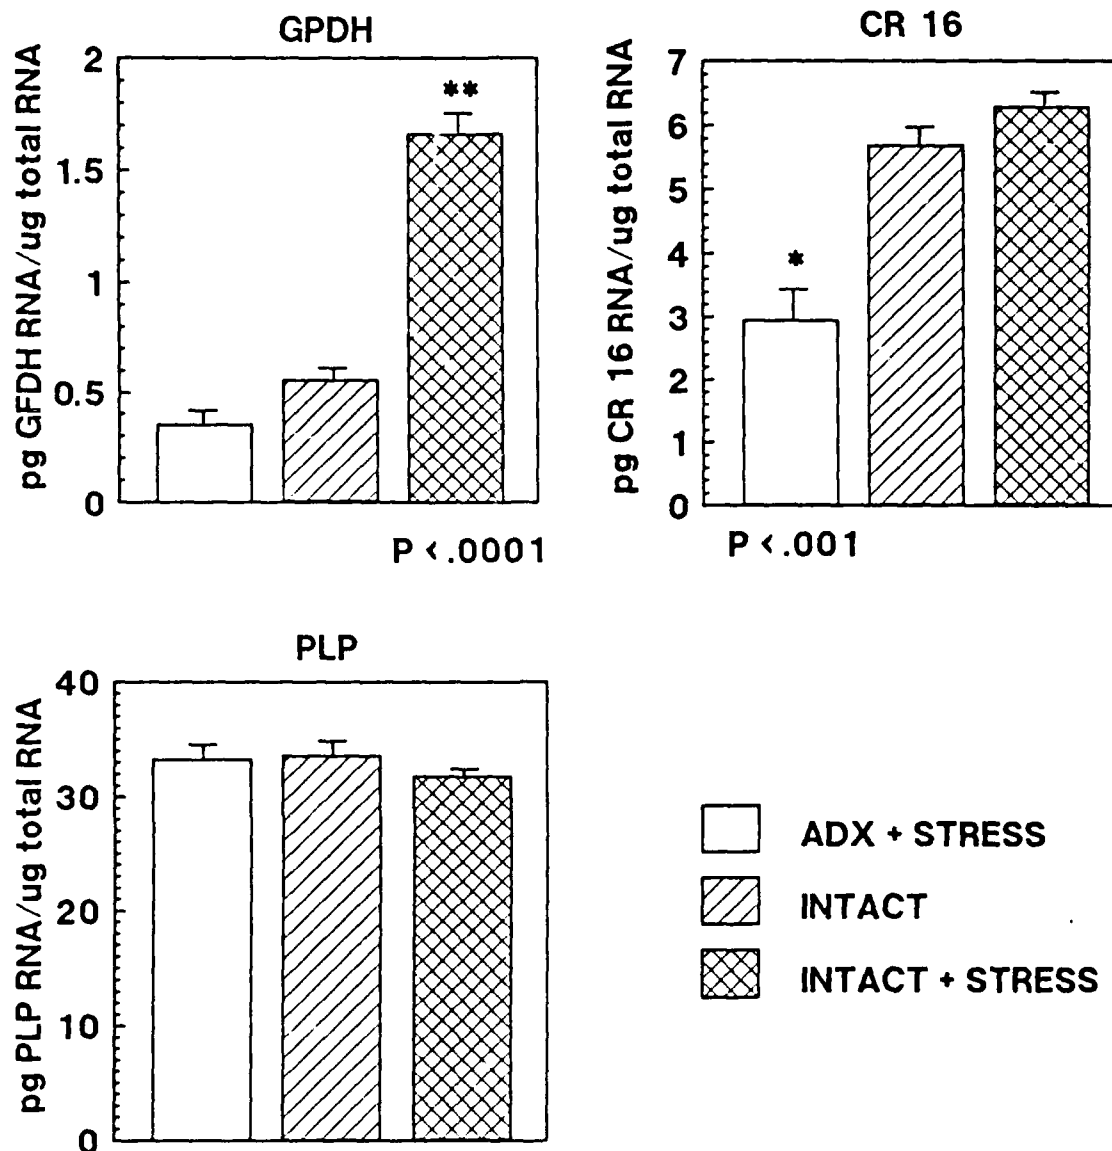 GPDH
pg GFDH RNA/ug total RNA
2
1.5
1
0.5
0
**
P < .0001
CR 16
pg CR 16 RNA/ug total RNA
7
6
5
4
3
2
1
0
*
P < .001
PLP
pg PLP RNA/ug total RNA
40
30
20
10
0
ADX + STRESS
INTACT
INTACT + STRESS